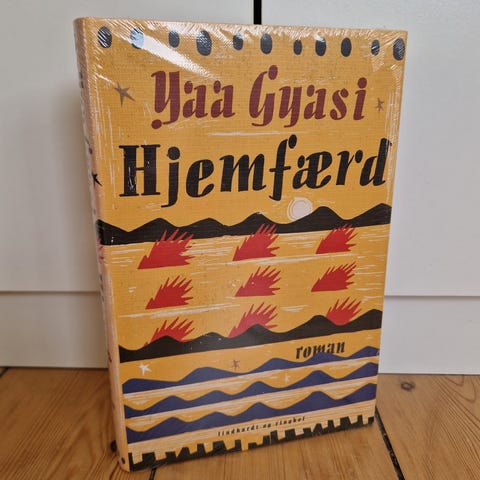 Yaa Gyasi
Hjemfærd
roman
lindhardt og ringhof